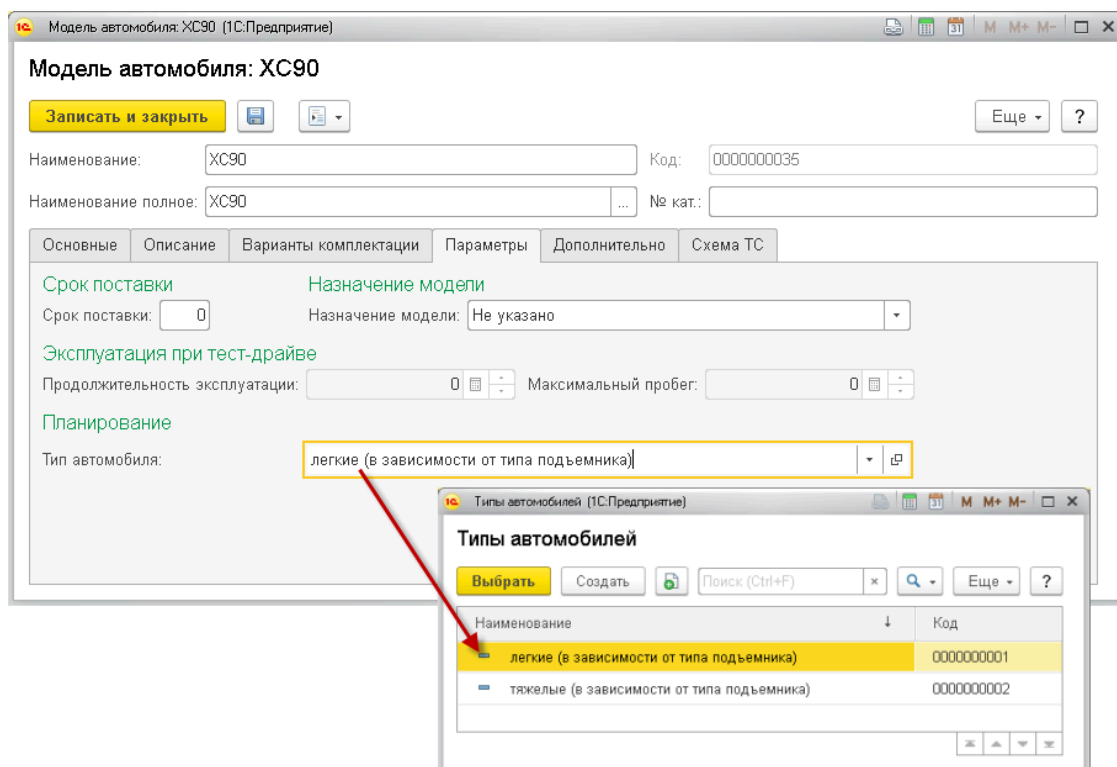 Модель автомобиля: XC90 (1С:Предприятие)
31 M M+ M-
Модель автомобиля: XC90
Записать и закрыть Еще ?
Наименование: XC90 Код: 0000000035
Наименование полное: XC90 ... № кат.:
Основные Описание Варианты комплектации Параметры Дополнительно Схема ТС
Срок поставки Назначение модели
Срок поставки: 0 Назначение модели: Не указано
Эксплуатация при тест-драйве
Продолжительность эксплуатации: 0 Максимальный пробег: 0
Планирование
Тип автомобиля: легкие (в зависимости от типа подъемника)
Типы автомобилей (1С:Предприятие) 31 M M+ M-
Типы автомобилей
Выбрать Создать Поиск (Ctrl+F) × Еще ?
Наименование ↓ Код
легкие (в зависимости от типа подъемника) 0000000001
тяжелые (в зависимости от типа подъемника) 0000000002